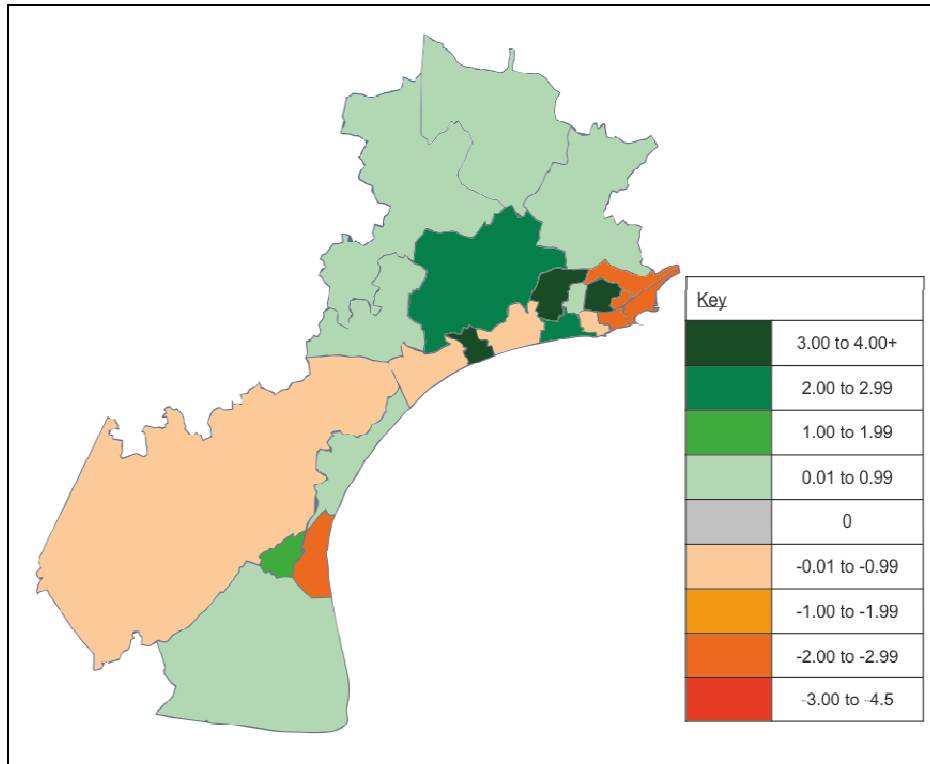 Key
3.00 to 4.00+
2.00 to 2.99
1.00 to 1.99
0.01 to 0.99
0
-0.01 to -0.99
-1.00 to -1.99
-2.00 to -2.99
-3.00 to -4.5